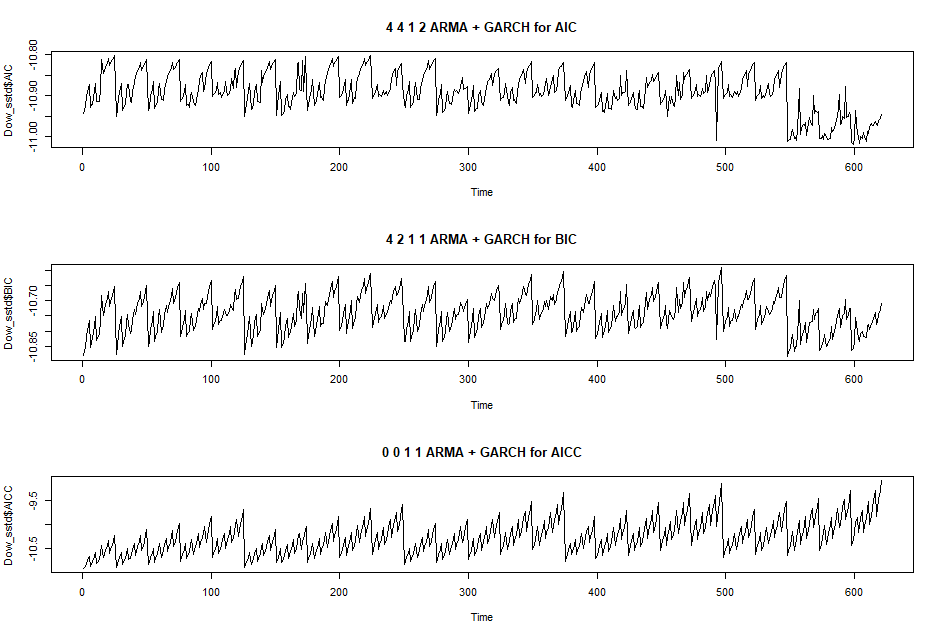 4 4 1 2 ARMA + GARCH for AIC
Dow_sstd$AIC
-10.80
-10.90
-11.00
0 100 200 300 400 500 600
Time
4 2 1 1 ARMA + GARCH for BIC
Dow_sstd$BIC
-10.70
-10.85
0 100 200 300 400 500 600
Time
0 0 1 1 ARMA + GARCH for AICC
Dow_sstd$AICC
-9.5
-10.5
0 100 200 300 400 500 600
Time